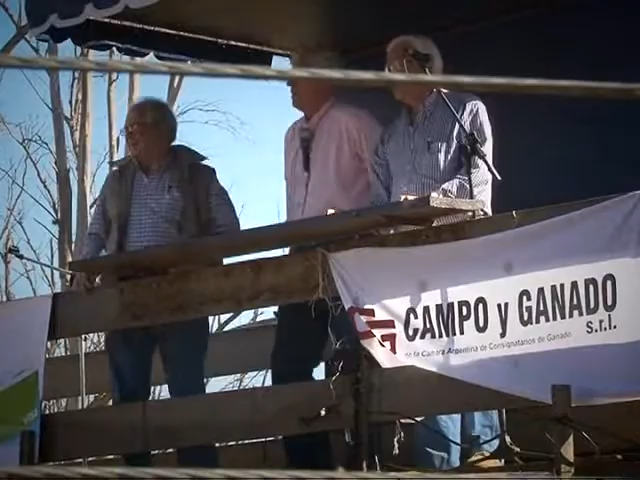 CAMPO y GANADO
s.r.l.
de la Cámara Argentina de Consignatarios de Ganado